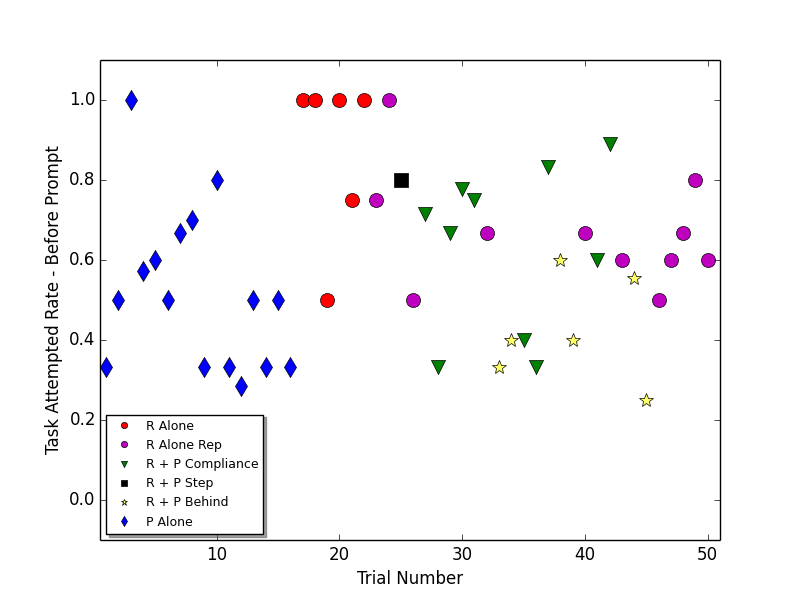 Task Attempted Rate - Before Prompt
1.0
0.8
0.6
0.4
0.2
0.0
R Alone
R Alone Rep
R + P Compliance
R + P Step
R + P Behind
P Alone
10 20 30 40 50
Trial Number